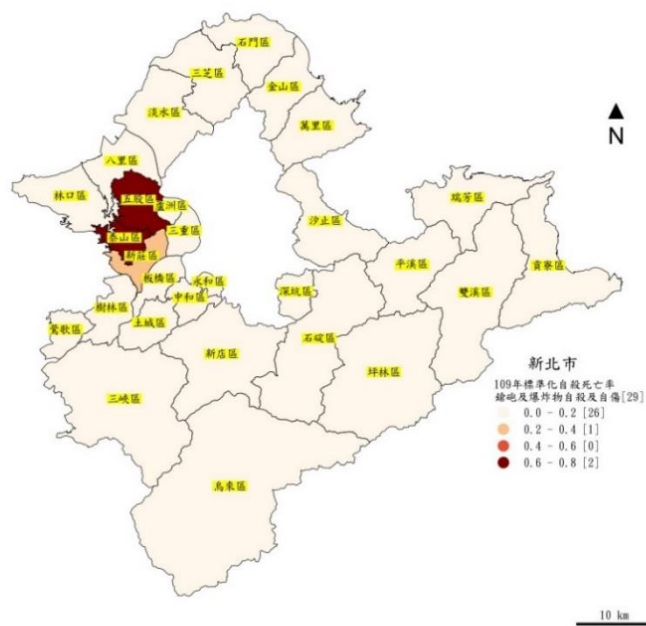 石門區
三芝區
金山區
淡水區
萬里區
N
八里區
林口區
五股區
蘆洲區
瑞芳區
汐止區
三重區
泰山區
新莊區
平溪區
貢寮區
板橋區
永和區
深坑區
雙溪區
中和區
樹林區
土城區
鶯歌區
石碇區
新店區
坪林區
三峽區
烏來區
新北市
109年標準化自殺死亡率
鎗砲及爆炸物自殺及自傷[29]
0.0 - 0.2 [26]
0.2 - 0.4 [1]
0.4 - 0.6 [0]
0.6 - 0.8 [2]
10 km